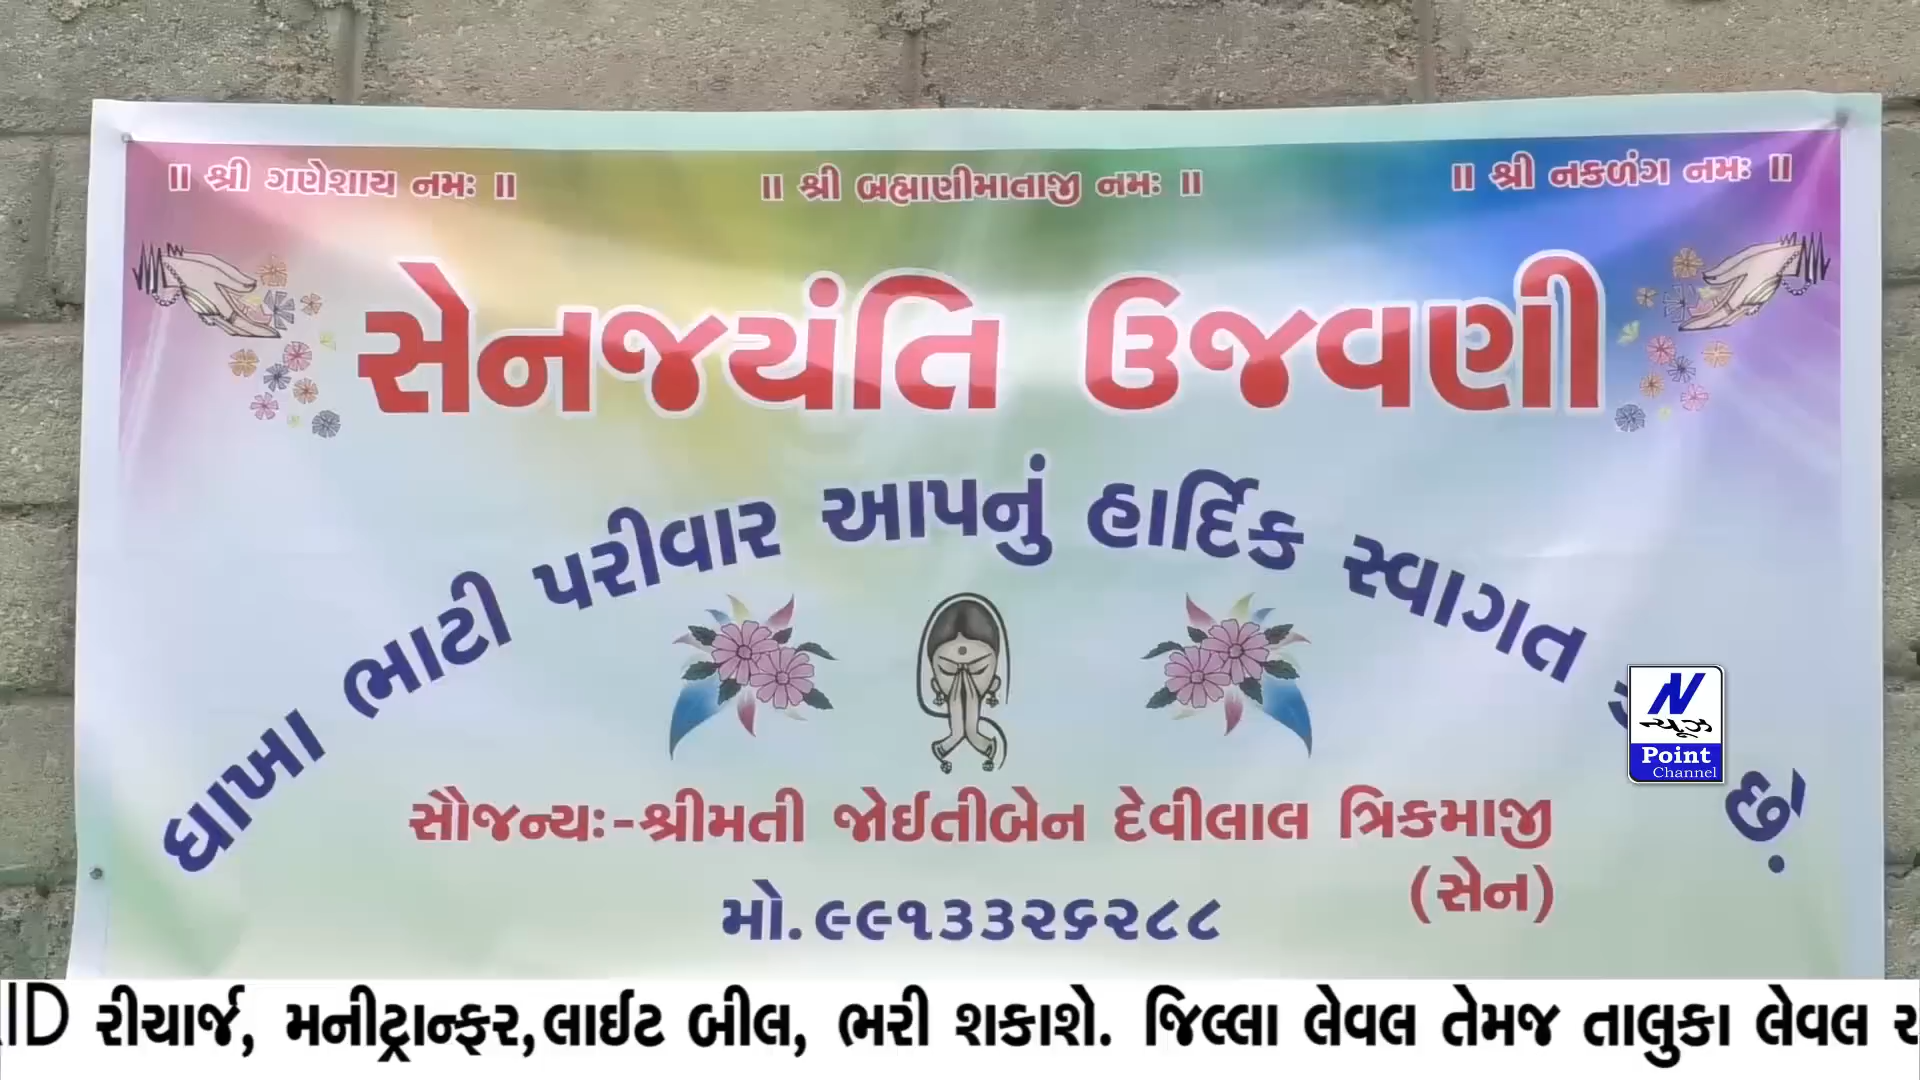 ॥ શ્રી ગણેશાય નમઃ ॥ ॥ શ્રી બ્રહ્માણીમાતાજી નમઃ ॥ ॥ શ્રી નકળંગ નમઃ ॥
સેનજયંતિ ઉજવણી
ધાખા ભાટી પરીવાર આપનું હાર્દિક સ્વાગત છે.
N
ન્યૂઝ
Point
Channel
સૌજન્યઃ-શ્રીમતી જોઈતીબેન દેવીલાલ ત્રિકમાજી
(સેન)
મો.૯૯૧૩૩૨૬૨૮૮
રીચાર્જ, મનીટ્રાન્ફર,લાઈટ બીલ, ભરી શકાશે. જિલ્લા લેવલ તેમજ તાલુકા લેવલ